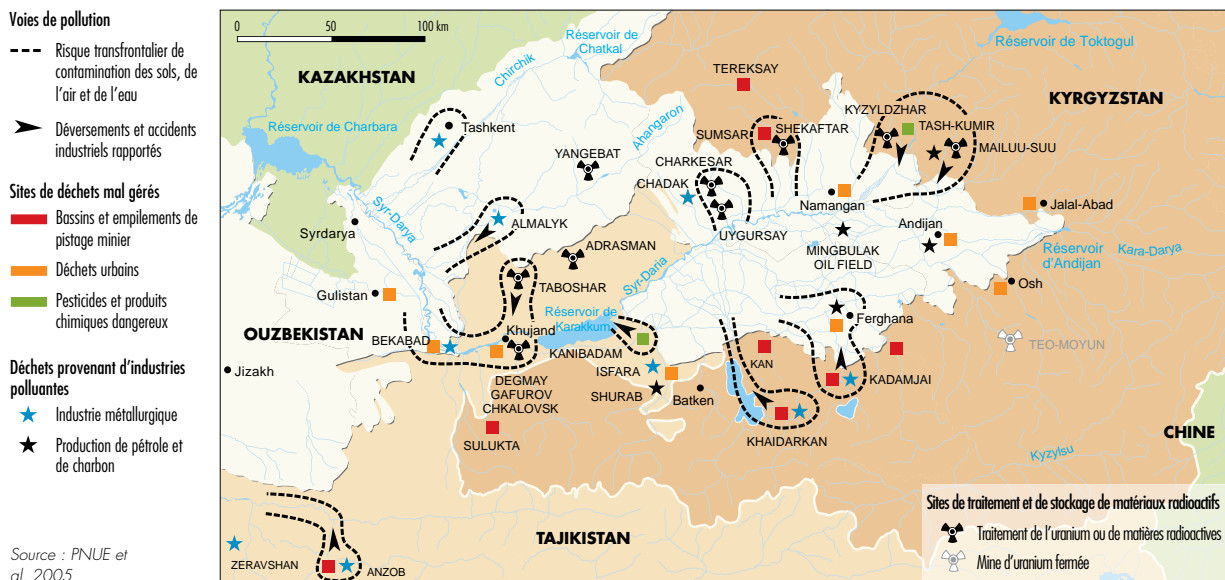 Voies de pollution
Risque transfrontalier de
contamination des sols, de
l'air et de l'eau
Déversements et accidents
industriels rapportés
Sites de déchets mal gérés
Bassins et empilements de
pistage minier
Déchets urbains
Pesticides et produits
chimiques dangereux
Déchets provenant d'industries
polluantes
Industrie métallurgique
Production de pétrole et
de charbon
Source : PNUE et
al. 2005
0 50 100 km
KAZAKHSTAN
Chirchik
Réservoir de
Chatkal
Réservoir de Toktogul
TEREKSAY
KYRGYZSTAN
Réservoir de Charbara
Tashkent
Ahangaron
YANGEBAT
SUMSAR
SHEKAFTAR
KYZYLDZHAR
TASH-KUMIR
MAILUU-SUU
CHARKESAR
CHADAK
UYGURSAY
Namangan
Jalal-Abad
Syrdarya
Syr-Darya
ALMALYK
ADRASMAN
MINGBULAK
OIL FIELD
Andijan
Réservoir
d'Andijan
Kara-Darya
Gulistan
TABOSHAR
Syr-Daria
Osh
OUZBEKISTAN
BEKABAD
Khujand
Réservoir de
Karakkum
Ferghana
TEO-MOYUN
Jizakh
KANIBADAM
ISFARA
KAN
KADAMJAI
DEGMAY
GAFUROV
CHKALOVSK
SHURAB
Batken
SULUKTA
KHAIDARKAN
CHINE
Kyzylsu
TAJIKISTAN
ZERAVSHAN
ANZOB
Sites de traitement et de stockage de matériaux radioactifs
Traitement de l'uranium ou de matières radioactives
Mine d'uranium fermée